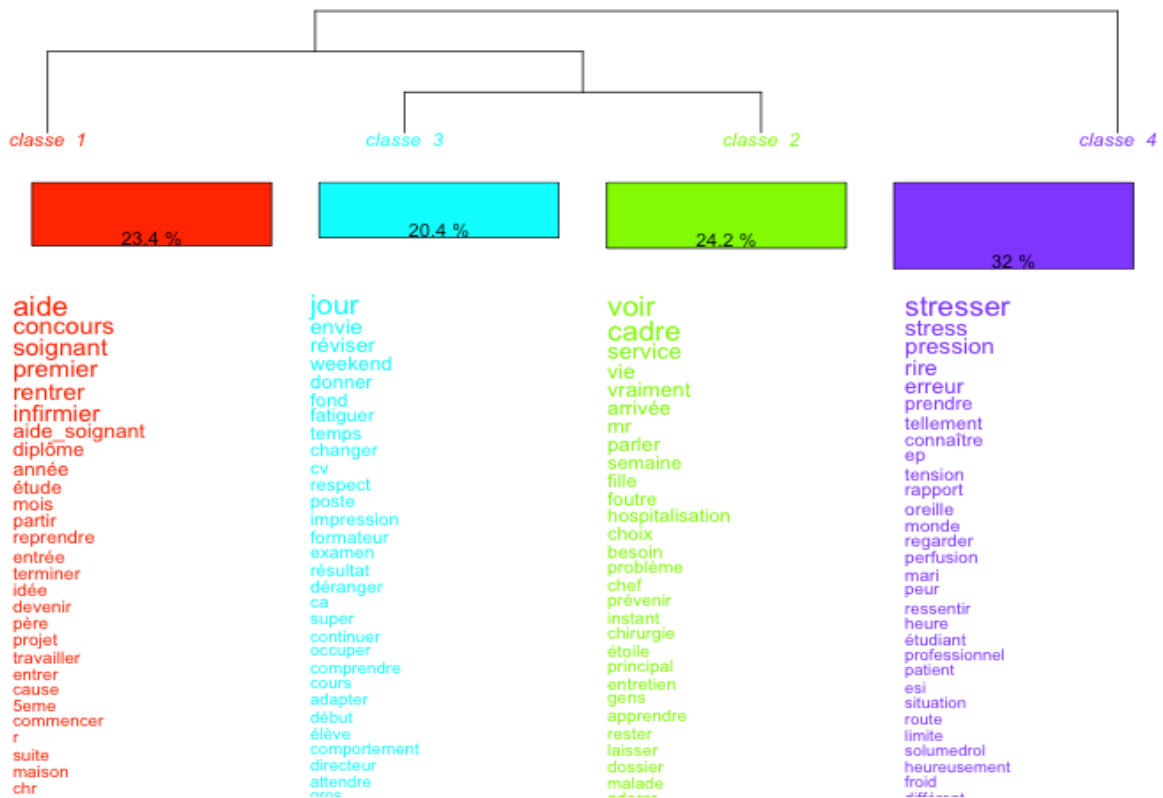 classe 1
classe 3
classe 2
classe 4
23.4 %
20.4 %
24.2 %
32 %
aide
concours
soignant
premier
rentrer
infirmier
aide_soignant
diplôme
année
étude
mois
partir
reprendre
entrée
terminer
idée
devenir
père
projet
travailler
entrer
cause
5eme
commencer
r
suite
maison
chr
jour
envie
réviser
weekend
donner
fond
fatiguer
temps
changer
cv
respect
poste
impression
formateur
examen
résultat
déranger
ca
super
continuer
occuper
comprendre
cours
adapter
début
élève
comportement
directeur
attendre
gros
voir
cadre
service
vie
vraiment
arrivée
mr
parler
semaine
fille
foutre
hospitalisation
choix
besoin
problème
chef
prévenir
instant
chirurgie
étoile
principal
entretien
gens
apprendre
rester
laisser
dossier
malade
stresser
stress
pression
rire
erreur
prendre
tellement
connaître
ep
tension
rapport
oreille
monde
regarder
perfusion
mari
peur
ressentir
heure
étudiant
professionnel
patient
esi
situation
route
limite
solumedrol
heureusement
froid
différent